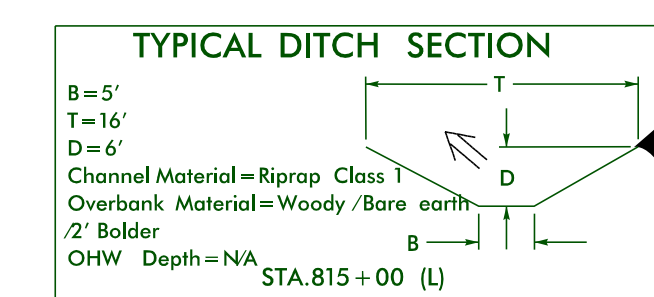 TYPICAL DITCH SECTION
B=5'
T=16'
D=6'
Channel Material=Riprap Class 1
Overbank Material=Woody /Bare earth
/2' Bolder
OHW Depth=N/A
STA.815+00 (L)
T
D
B